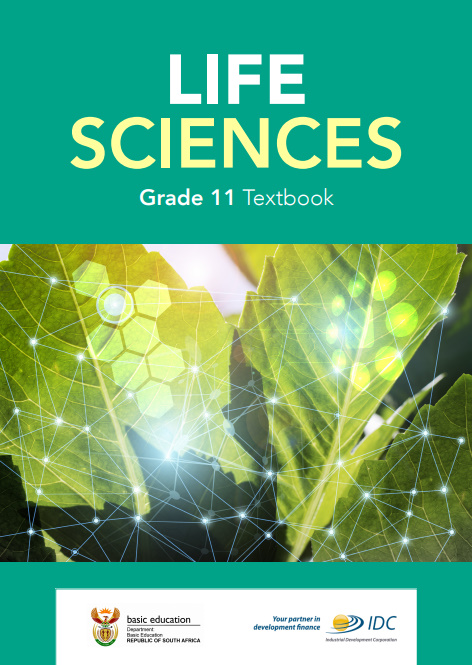 LIFE
SCIENCES
Grade 11 Textbook
basic education
Department:
Basic Education
REPUBLIC OF SOUTH AFRICA
Your partner in
development finance
IDC
Industrial Development Corporation